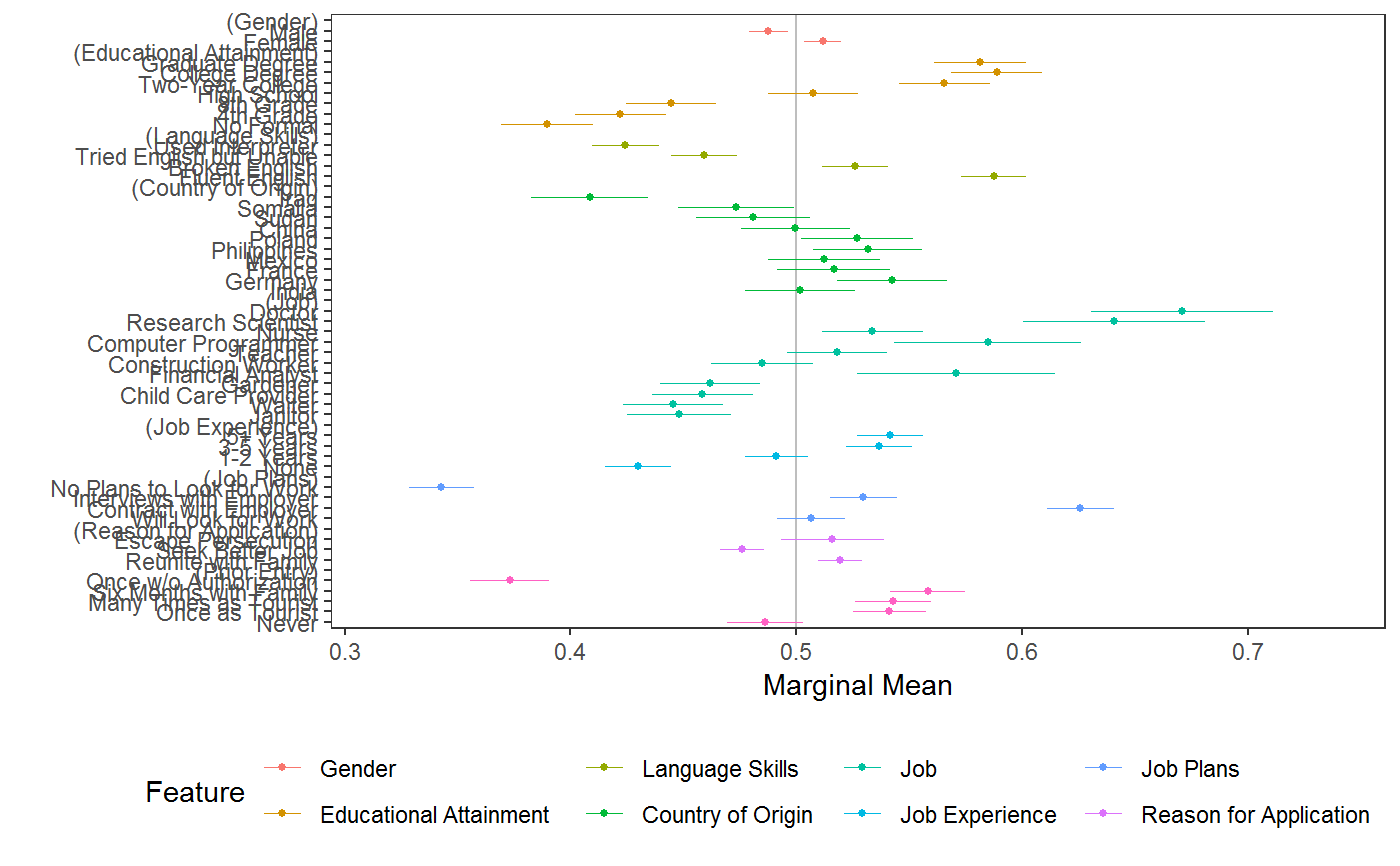 (Gender)
Male
Female
(Educational Attainment)
Graduate Degree
College Degree
Two-Year College
High School
8th Grade
4th Grade
No Formal
(Language Skills)
Used Interpreter
Tried English but Unable
Broken English
Fluent English
(Country of Origin)
Iraq
Somalia
Sudan
China
Poland
Philippines
Mexico
France
Germany
India
(Job)
Doctor
Research Scientist
Nurse
Computer Programmer
Teacher
Construction Worker
Financial Analyst
Gardener
Child Care Provider
Waiter
Janitor
(Job Experience)
5+ Years
3-5 Years
1-2 Years
None
(Job Plans)
No Plans to Look for Work
Interviews with Employer
Contract with Employer
Will Look for Work
(Reason for Application)
Escape Persecution
Seek Better Job
Reunite with Family
(Prior Entry)
Once w/o Authorization
Six Months with Family
Many Times as Tourist
Once as Tourist
Never
0.3 0.4 0.5 0.6 0.7
Marginal Mean
Feature
Gender Language Skills Job Job Plans
Educational Attainment Country of Origin Job Experience Reason for Application